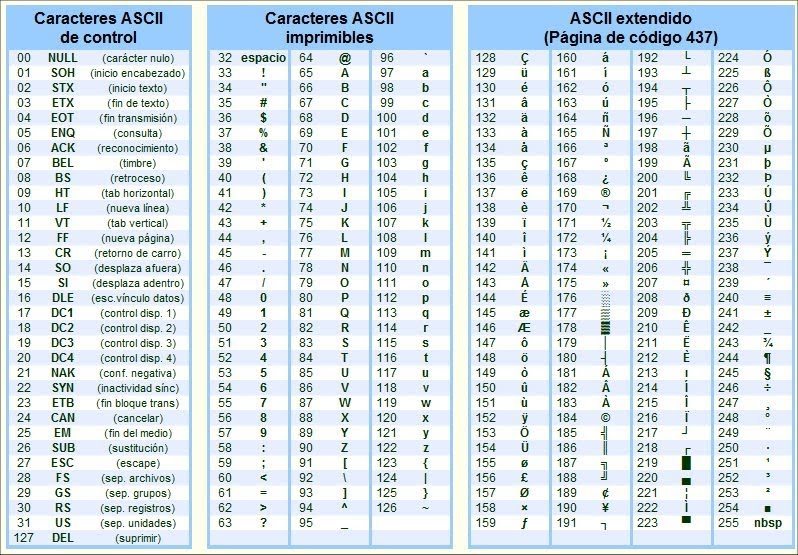 Caracteres ASCII
de control
00 NULL (carácter nulo)
01 SOH (inicio encabezado)
02 STX (inicio texto)
03 ETX (fin de texto)
04 EOT (fin transmisión)
05 ENQ (consulta)
06 ACK (reconocimiento)
07 BEL (timbre)
08 BS (retroceso)
09 HT (tab horizontal)
10 LF (nueva línea)
11 VT (tab vertical)
12 FF (nueva página)
13 CR (retorno de carro)
14 SO (desplaza afuera)
15 SI (desplaza adentro)
16 DLE (esc.vínculo datos)
17 DC1 (control disp. 1)
18 DC2 (control disp. 2)
19 DC3 (control disp. 3)
20 DC4 (control disp. 4)
21 NAK (conf. negativa)
22 SYN (inactividad sínc)
23 ETB (fin bloque trans)
24 CAN (cancelar)
25 EM (fin del medio)
26 SUB (sustitución)
27 ESC (escape)
28 FS (sep. archivos)
29 GS (sep. grupos)
30 RS (sep. registros)
31 US (sep. unidades)
127 DEL (suprimir)
Caracteres ASCII
imprimibles
32 espacio 64 @ 96 `
33 ! 65 A 97 a
34 " 66 B 98 b
35 # 67 C 99 c
36 $ 68 D 100 d
37 % 69 E 101 e
38 & 70 F 102 f
39 ' 71 G 103 g
40 ( 72 H 104 h
41 ) 73 I 105 i
42 * 74 J 106 j
43 + 75 K 107 k
44 , 76 L 108 l
45 - 77 M 109 m
46 . 78 N 110 n
47 / 79 O 111 o
48 0 80 P 112 p
49 1 81 Q 113 q
50 2 82 R 114 r
51 3 83 S 115 s
52 4 84 T 116 t
53 5 85 U 117 u
54 6 86 V 118 v
55 7 87 W 119 w
56 8 88 X 120 x
57 9 89 Y 121 y
58 : 90 Z 122 z
59 ; 91 [ 123 {
60 < 92 \ 124 |
61 = 93 ] 125 }
62 > 94 ^ 126 ~
63 ? 95 _
ASCII extendido
(Página de código 437)
128 Ç 160 á 192 └ 224 Ó
129 ü 161 í 193 ┴ 225 ß
130 é 162 ó 194 ┬ 226 Ô
131 â 163 ú 195 ├ 227 Ò
132 ä 164 ñ 196 ─ 228 õ
133 à 165 Ñ 197 ┼ 229 Õ
134 å 166 ª 198 ã 230 µ
135 ç 167 º 199 Ã 231 þ
136 ê 168 ¿ 200 ╚ 232 Þ
137 ë 169 ® 201 ╔ 233 Ú
138 è 170 ¬ 202 ╩ 234 Û
139 ï 171 ½ 203 ╦ 235 Ù
140 î 172 ¼ 204 ╠ 236 ý
141 ì 173 ¡ 205 ═ 237 Ý
142 Ä 174 « 206 ╬ 238 ¯
143 Å 175 » 207 ¤ 239 ´
144 É 176 ░ 208 ð 240 ≡
145 æ 177 ▒ 209 Ð 241 ±
146 Æ 178 ▓ 210 Ê 242 _
147 ô 179 │ 211 Ë 243 ¾
148 ö 180 ┤ 212 È 244 ¶
149 ò 181 Á 213 ı 245 §
150 û 182 Â 214 Í 246 ÷
151 ù 183 À 215 Î 247 ¸
152 ÿ 184 © 216 Ï 248 °
153 Ö 185 ╣ 217 ┘ 249 ¨
154 Ü 186 ║ 218 ┌ 250 ·
155 ø 187 ╗ 219 █ 251 ¹
156 £ 188 ╝ 220 ▄ 252 ³
157 Ø 189 ¢ 221 ¦ 253 ²
158 × 190 ¥ 222 Ì 254 ■
159 ƒ 191 ┐ 223 ▀ 255 nbsp